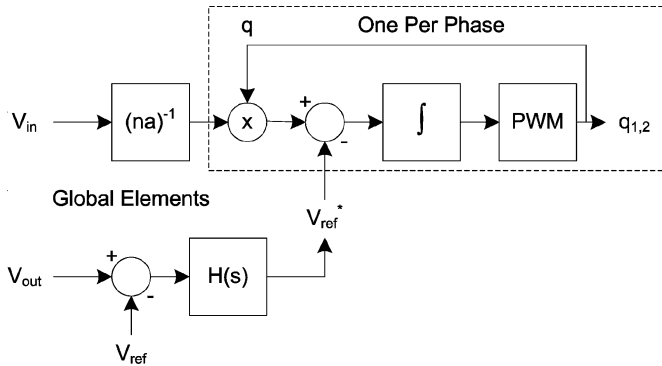 q One Per Phase
V_in (na)^-1 x + - ∫ PWM q_1,2
Global Elements
V_ref*
V_out + - H(s)
V_ref